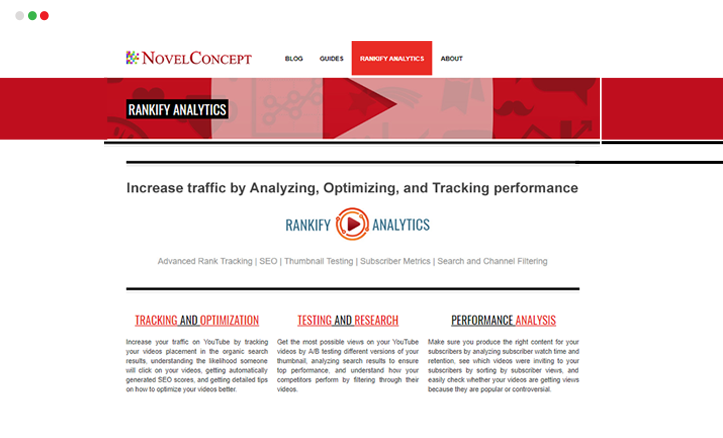 NOVELCONCEPT
BLOG GUIDES RANKIFY ANALYTICS ABOUT
RANKIFY ANALYTICS
Increase traffic by Analyzing, Optimizing, and Tracking performance
RANKIFY ANALYTICS
Advanced Rank Tracking | SEO | Thumbnail Testing | Subscriber Metrics | Search and Channel Filtering
TRACKING AND OPTIMIZATION
Increase your traffic on YouTube by tracking
your videos placement in the organic search
results, understanding the likelihood someone
will click on your videos, getting automatically
generated SEO scores, and getting detailed tips
on how to optimize your videos better.
TESTING AND RESEARCH
Get the most possible views on your YouTube
videos by A/B testing different versions of your
thumbnail, analyzing search results to ensure
top performance, and understand how your
competitors perform by filtering through their
videos.
PERFORMANCE ANALYSIS
Make sure you produce the right content for your
subscribers by analyzing subscriber watch time and
retention, see which videos were inviting to your
subscribers by sorting by subscriber views, and
easily check whether your videos are getting views
because they are popular or controversial.